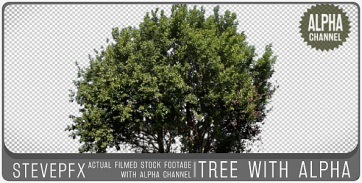 ALPHA
CHANNEL
STEVEPFX
ACTUAL FILMED STOCK FOOTAGE
WITH ALPHA CHANNEL
TREE WITH ALPHA